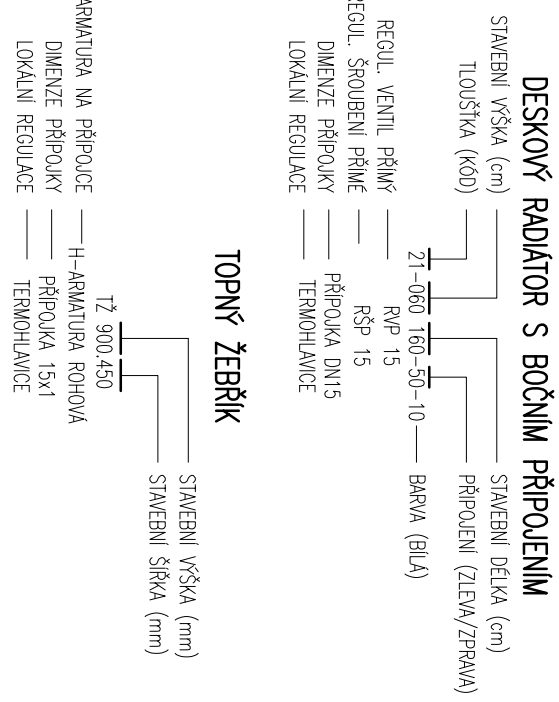 DESKOVÝ RADIÁTOR S BOČNÍM PŘIPOJENÍM
STAVEBNÍ VÝŠKA (cm)
TLOUŠŤKA (KÓD)
STAVEBNÍ DÉLKA (cm)
PŘIPOJENÍ (ZLEVA/ZPRAVA)
21-060 160-50-10
BARVA (BÍLÁ)
REGUL. VENTIL PŘÍMÝ RVP 15
REGUL. ŠROUBENÍ PŘÍMÉ RŠP 15
DIMENZE PŘÍPOJKY PŘÍPOJKA DN15
LOKÁLNÍ REGULACE TERMOHLAVICE
TOPNÝ ŽEBŘÍK
STAVEBNÍ VÝŠKA (mm)
STAVEBNÍ ŠÍŘKA (mm)
TŽ 900.450
ARMATURA NA PŘÍPOJCE H-ARMATURA ROHOVÁ
DIMENZE PŘÍPOJKY PŘÍPOJKA 15x1
LOKÁLNÍ REGULACE TERMOHLAVICE